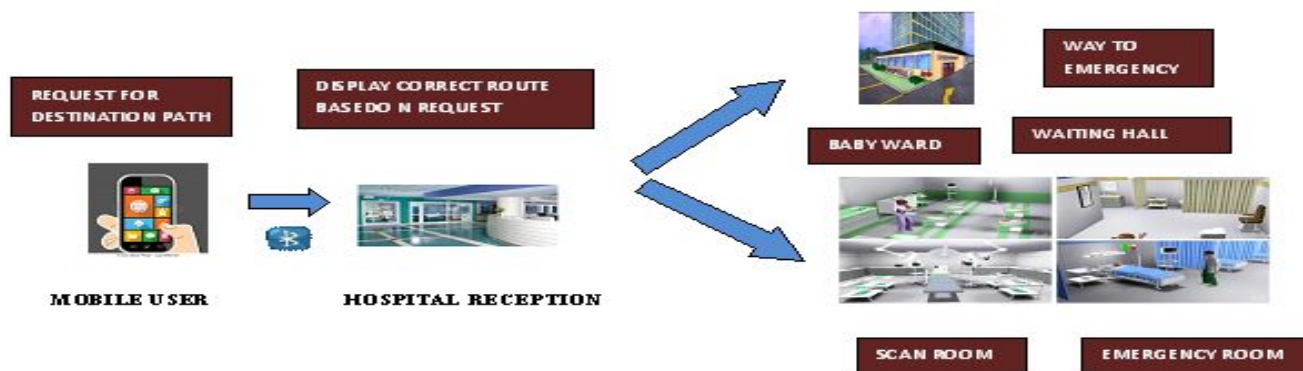 REQUEST FOR
DESTINATION PATH
MOBILE USER
DISPLAY CORRECT ROUTE
BASEDO N REQUEST
HOSPITAL RECEPTION
WAY TO
EMERGENCY
BABY WARD
WAITING HALL
SCAN ROOM
EMERGENCY ROOM